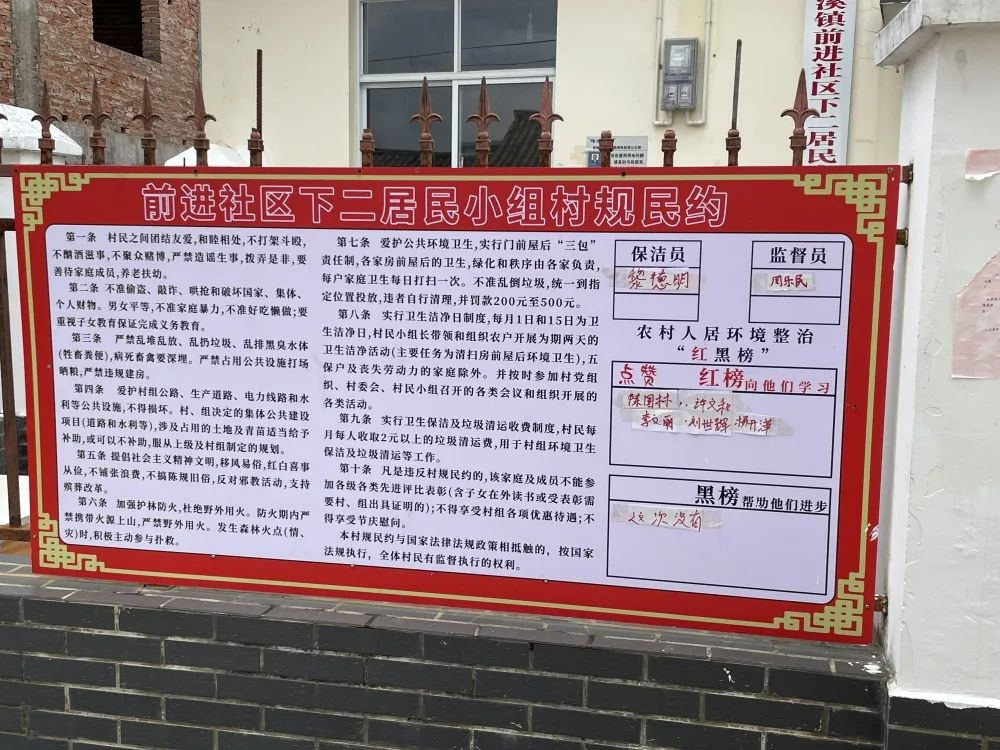 溪镇前进社区下二居民
前进社区下二居民小组村规民约
第一条 村民之间团结友爱,和睦相处,不打架斗殴,
不酗酒滋事,不聚众赌博,严禁造谣生事,拨弄是非,要
善待家庭成员,养老扶幼。
第二条 不准偷盗、敲诈、哄抢和破坏国家、集体、
个人财物。男女平等,不准家庭暴力,不准好吃懒做;要
重视子女教育保证完成义务教育。
第三条 严禁乱堆乱放、乱扔垃圾、乱排黑臭水体
(牲畜粪便),病死畜禽要深埋。严禁占用公共设施打场
晒粮,严禁违规建房。
第四条 爱护村组公路、生产道路、电力线路和水
利等公共设施,不得损坏。村、组决定的集体公共建设
项目(道路和水利等),涉及占用的土地及青苗适当给予
补助,或可以不补助,服从上级及村组制定的规划。
第五条 提倡社会主义精神文明,移风易俗,红白喜事
从俭,不铺张浪费,不搞陈规旧俗,反对邪教活动,支持
殡葬改革。
第六条 加强护林防火,杜绝野外用火。防火期内严
禁携带火源上山,严禁野外用火。发生森林火点(情、
灾)时,积极主动参与扑救。
第七条 爱护公共环境卫生,实行门前屋后“三包”
责任制,各家房前屋后的卫生,绿化和秩序由各家负责,
每户家庭卫生每日打扫一次。不准乱倒垃圾,统一到指
定位置投放,违者自行清理,并罚款200元至500元。
第八条 实行卫生洁净日制度,每月1日和15日为卫
生洁净日,村民小组长带领和组织农户开展为期两天的
卫生洁净活动(主要任务为清扫房前屋后环境卫生),五
保户及丧失劳动力的家庭除外。并按时参加村党组
织、村委会、村民小组召开的各类会议和组织开展的
各类活动。
第九条 实行卫生保洁及垃圾清运收费制度,村民每
月每人收取2元以上的垃圾清运费,用于村组环境卫生
保洁及垃圾清运等工作。
第十条 凡是违反村规民约的,该家庭及成员不能参
加各级各类先进评比表彰(含子女在外读书或受表彰需
要村、组出具证明的);不得享受村组各项优惠待遇;不
得享受节庆慰问。
本村规民约与国家法律法规政策相抵触的,按国家
法规执行,全体村民有监督执行的权利。
保洁员
黎德明
监督员
周乐民
农村人居环境整治
“红黑榜”
点赞 红榜向他们学习
陈国林..许文和
李文丽.刘世辉.杨开
黑榜帮助他们进步
这次没有